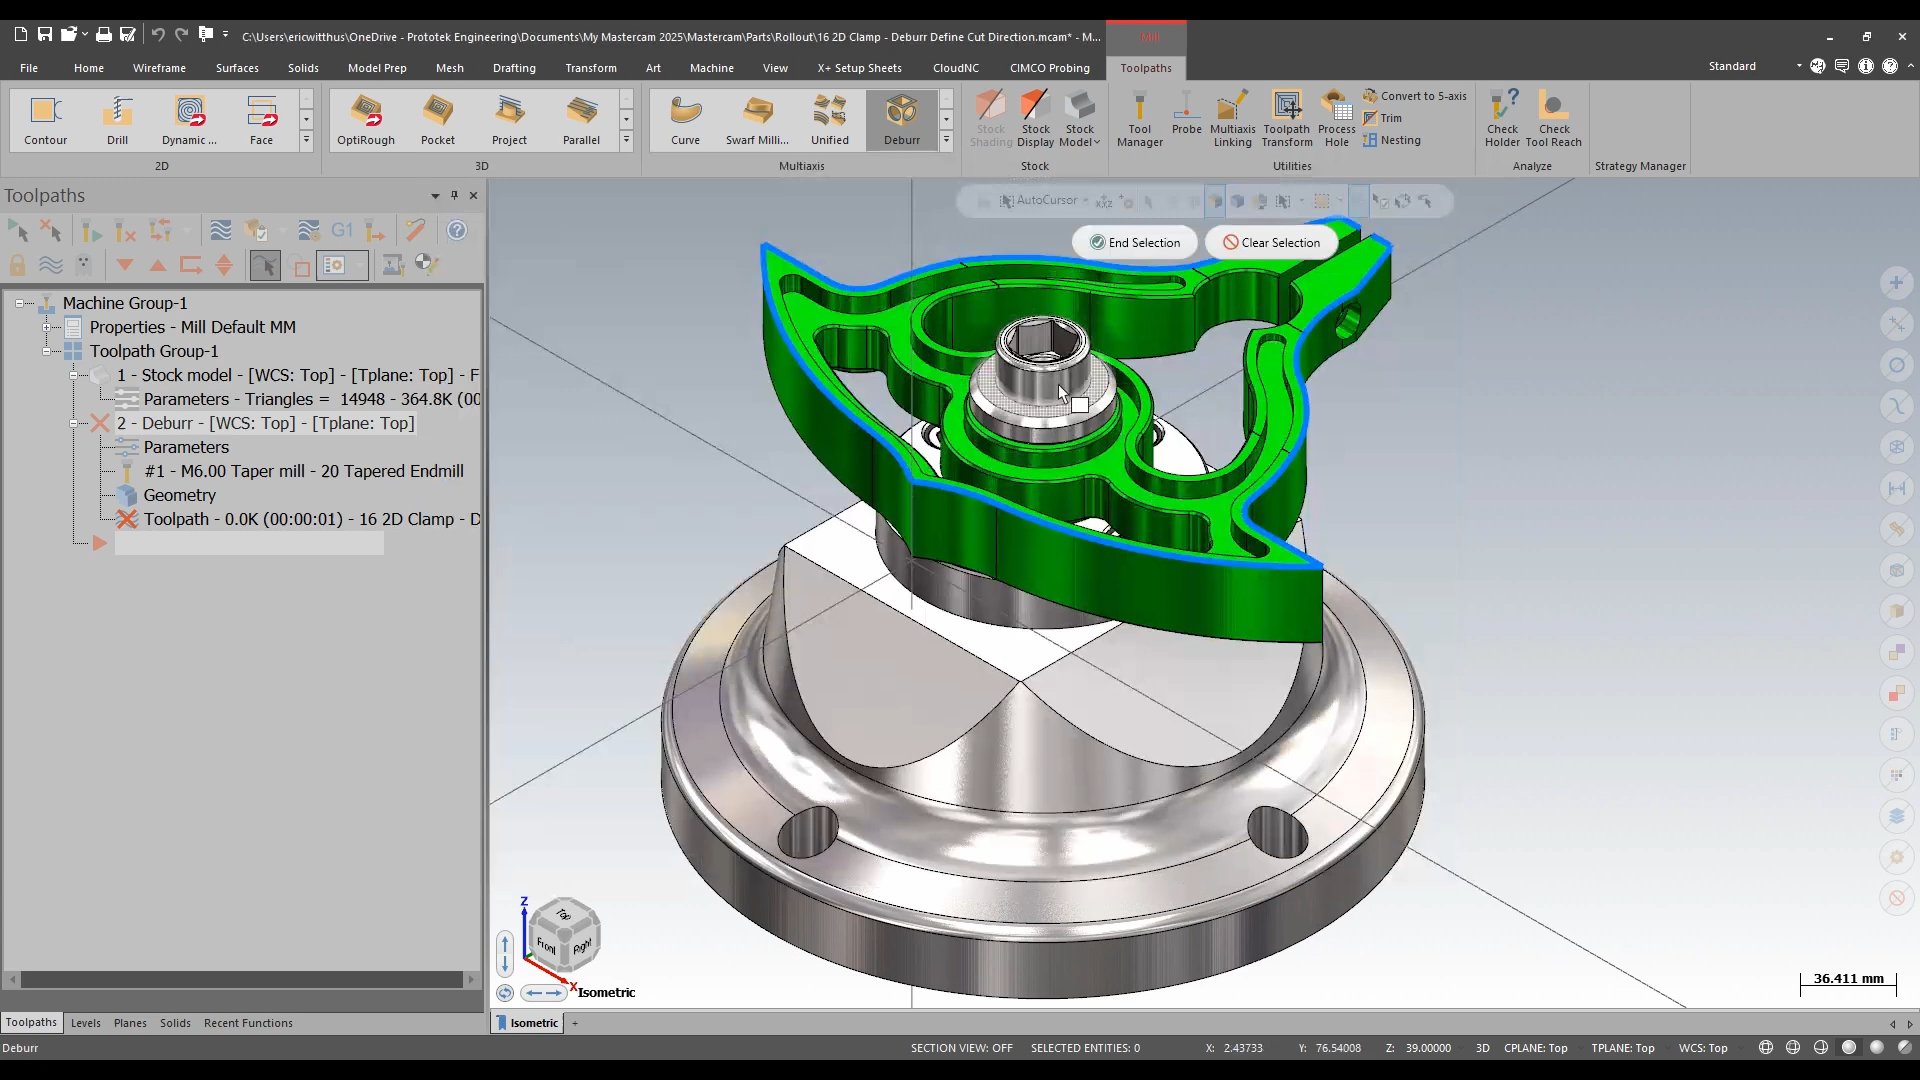 C:\Users\ericwitthus\OneDrive - Prototek Engineering\Documents\My Mastercam 2025\Mastercam\Parts\Rollout\16 2D Clamp - Deburr Define Cut Direction.mcam* - M...
Mill
File Home Wireframe Surfaces Solids Model Prep Mesh Drafting Transform Art Machine View X+ Setup Sheets CloudNC CIMCO Probing Toolpaths
Standard
Contour Drill Dynamic ... Face
OptiRough Pocket Project Parallel
Curve Swarf Milli... Unified Deburr
Stock Shading Stock Display Stock Model
Tool Manager Probe Multiaxis Linking Toolpath Transform Process Hole
Convert to 5-axis
Trim
Nesting
Check Holder Check Tool Reach
2D 3D Multiaxis Stock Utilities Analyze Strategy Manager
Toolpaths
AutoCursor
G1
End Selection Clear Selection
Machine Group-1
Properties - Mill Default MM
Toolpath Group-1
1 - Stock model - [WCS: Top] - [Tplane: Top] - F
Parameters - Triangles = 14948 - 364.8K (00
2 - Deburr - [WCS: Top] - [Tplane: Top]
Parameters
#1 - M6.00 Taper mill - 20 Tapered Endmill
Geometry
Toolpath - 0.0K (00:00:01) - 16 2D Clamp - D
Z
Top
Front
Right
X
Isometric
36.411 mm
Toolpaths Levels Planes Solids Recent Functions
Isometric +
Deburr
SECTION VIEW: OFF SELECTED ENTITIES: 0 X: 2.43733 Y: 76.54008 Z: 39.00000 3D CPLANE: Top TPLANE: Top WCS: Top